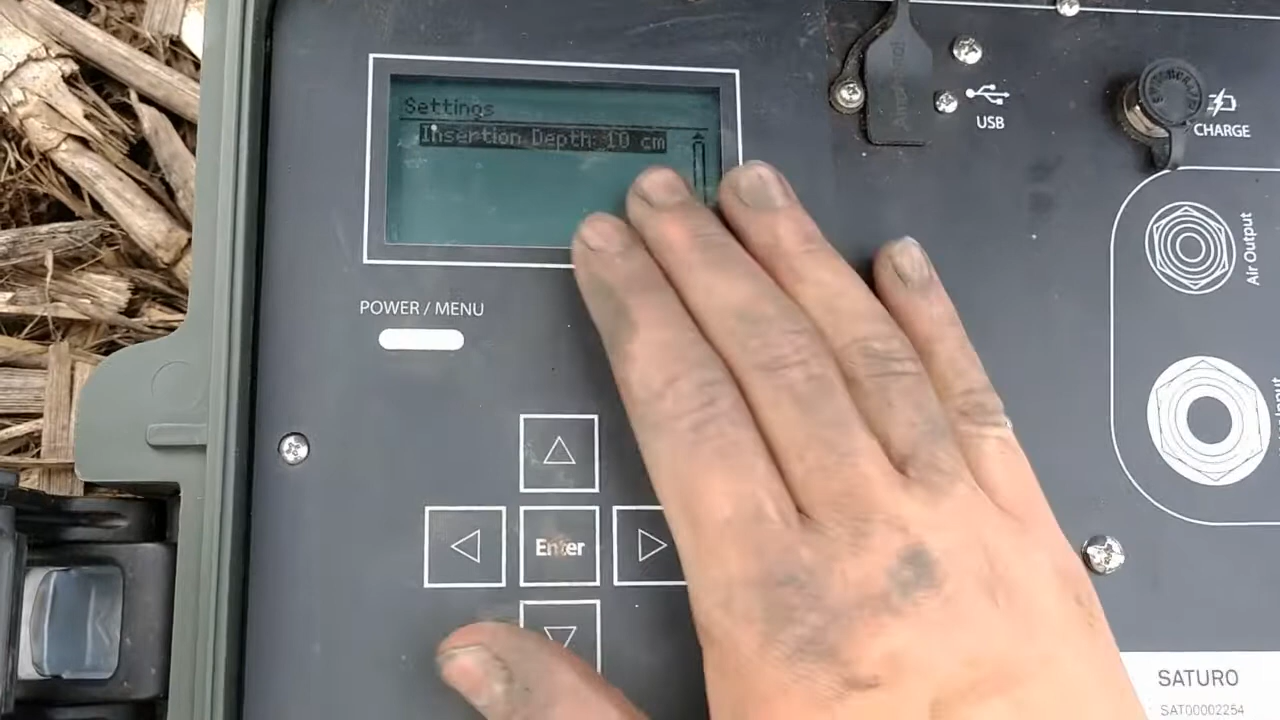 Settings
Insertion Depth: 10 cm
POWER / MENU
Enter
USB
CHARGE
Air Output
SATURO
SAT00002254